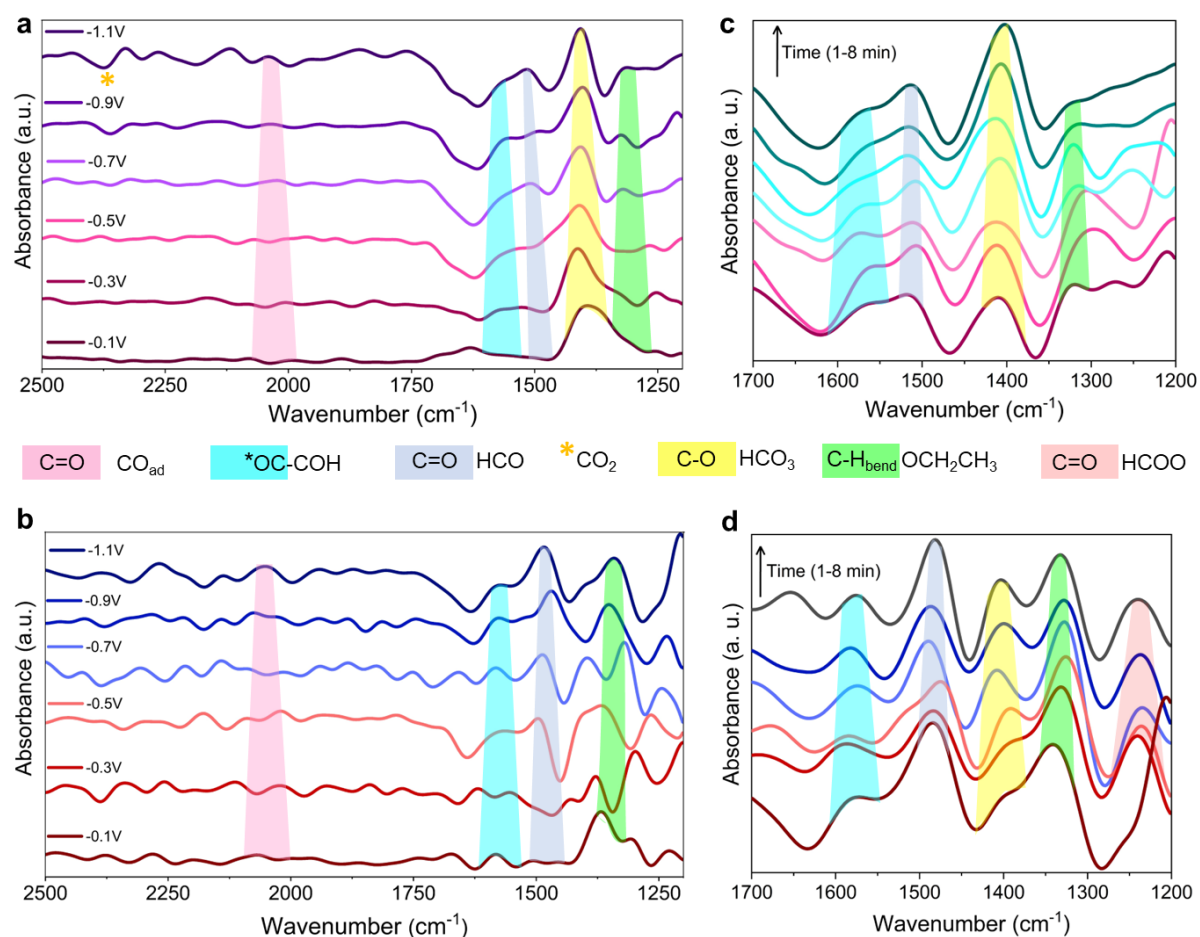 a
-1.1V
-0.9V
-0.7V
-0.5V
-0.3V
-0.1V
*
Absorbance (a.u.)
2500 2250 2000 1750 1500 1250
Wavenumber (cm-1)
c
Time (1-8 min)
Absorbance (a. u.)
1700 1600 1500 1400 1300 1200
Wavenumber (cm-1)
C=O COad *OC-COH C=O HCO *CO2 C-O HCO3 C-Hbend OCH2CH3 C=O HCOO
b
-1.1V
-0.9V
-0.7V
-0.5V
-0.3V
-0.1V
Absorbance (a.u.)
2500 2250 2000 1750 1500 1250
Wavenumber (cm-1)
d
Time (1-8 min)
Absorbance (a. u.)
1700 1600 1500 1400 1300 1200
Wavenumber (cm-1)